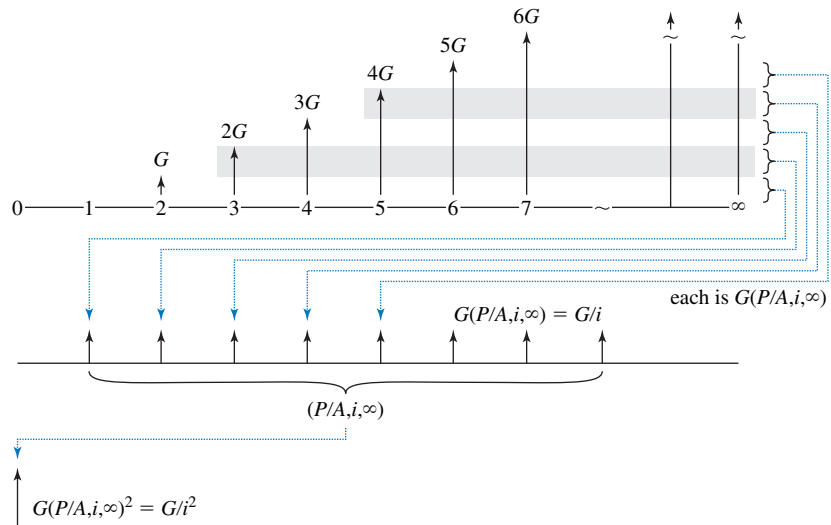 6G
5G
4G
3G
2G
G
0 1 2 3 4 5 6 7 ~ ∞
each is G(P/A,i,∞)
G(P/A,i,∞) = G/i
(P/A,i,∞)
G(P/A,i,∞)² = G/i²